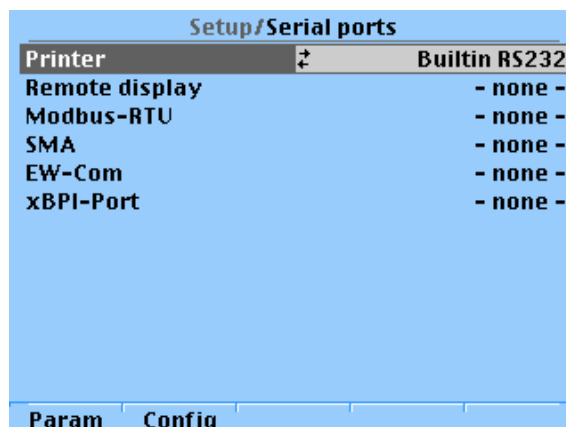 Setup/Serial ports
Printer Builtin RS232
Remote display - none -
Modbus-RTU - none -
SMA - none -
EW-Com - none -
xBPI-Port - none -
Param Config